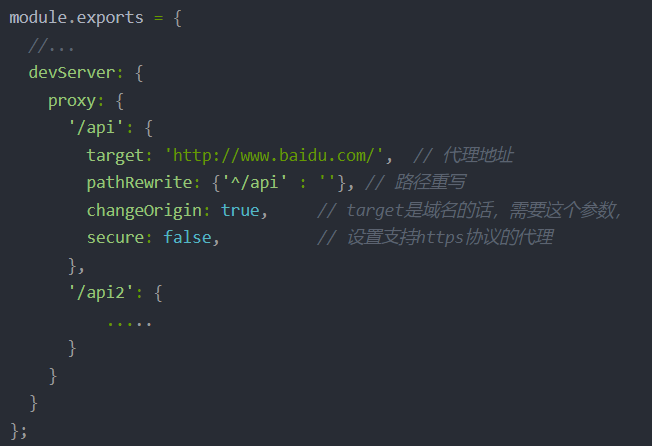 module.exports = {
  //...
  devServer: {
    proxy: {
      '/api': {
        target: 'http://www.baidu.com/',  // 代理地址
        pathRewrite: {'^/api' : ''}, // 路径重写
        changeOrigin: true,     // target是域名的话，需要这个参数，
        secure: false,          // 设置支持https协议的代理
      },
      '/api2': {
          .....
      }
    }
  }
};